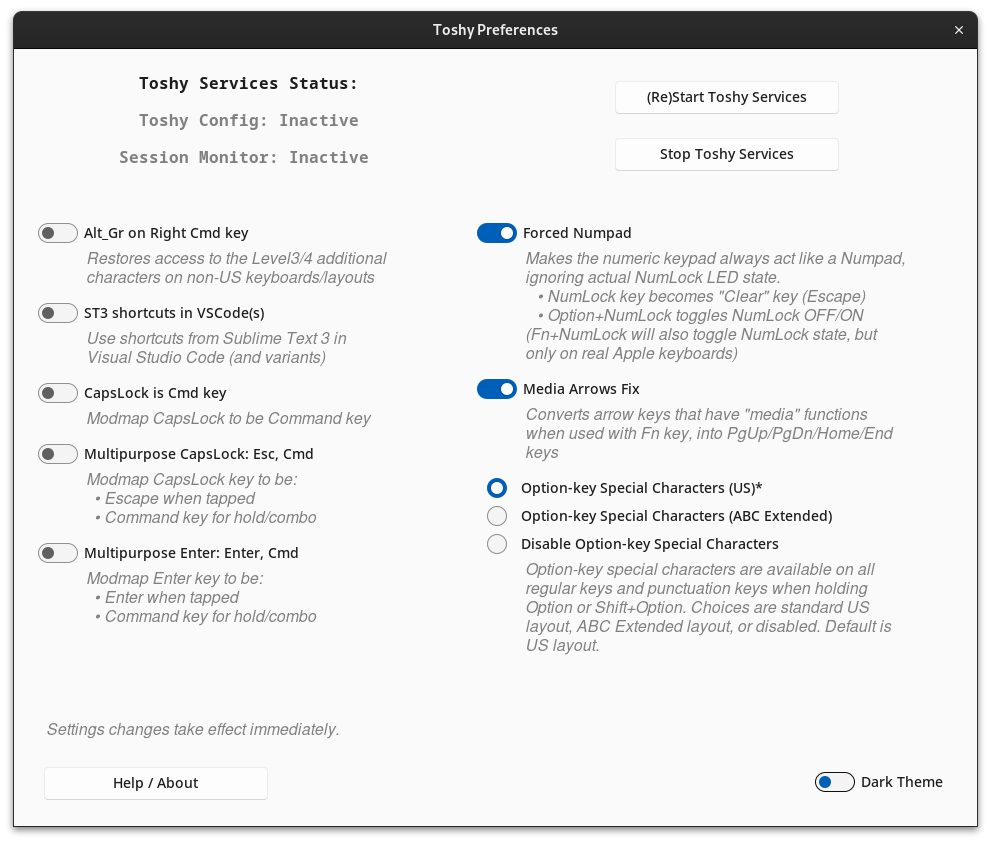 Toshy Preferences
×
Toshy Services Status:
Toshy Config: Inactive
Session Monitor: Inactive
(Re)Start Toshy Services
Stop Toshy Services
Alt_Gr on Right Cmd key
Restores access to the Level3/4 additional
characters on non-US keyboards/layouts
ST3 shortcuts in VSCode(s)
Use shortcuts from Sublime Text 3 in
Visual Studio Code (and variants)
CapsLock is Cmd key
Modmap CapsLock to be Command key
Multipurpose CapsLock: Esc, Cmd
Modmap CapsLock key to be:
• Escape when tapped
• Command key for hold/combo
Multipurpose Enter: Enter, Cmd
Modmap Enter key to be:
• Enter when tapped
• Command key for hold/combo
Forced Numpad
Makes the numeric keypad always act like a Numpad,
ignoring actual NumLock LED state.
• NumLock key becomes "Clear" key (Escape)
• Option+NumLock toggles NumLock OFF/ON
(Fn+NumLock will also toggle NumLock state, but
only on real Apple keyboards)
Media Arrows Fix
Converts arrow keys that have "media" functions
when used with Fn key, into PgUp/PgDn/Home/End
keys
Option-key Special Characters (US)*
Option-key Special Characters (ABC Extended)
Disable Option-key Special Characters
Option-key special characters are available on all
regular keys and punctuation keys when holding
Option or Shift+Option. Choices are standard US
layout, ABC Extended layout, or disabled. Default is
US layout.
Settings changes take effect immediately.
Help / About
Dark Theme